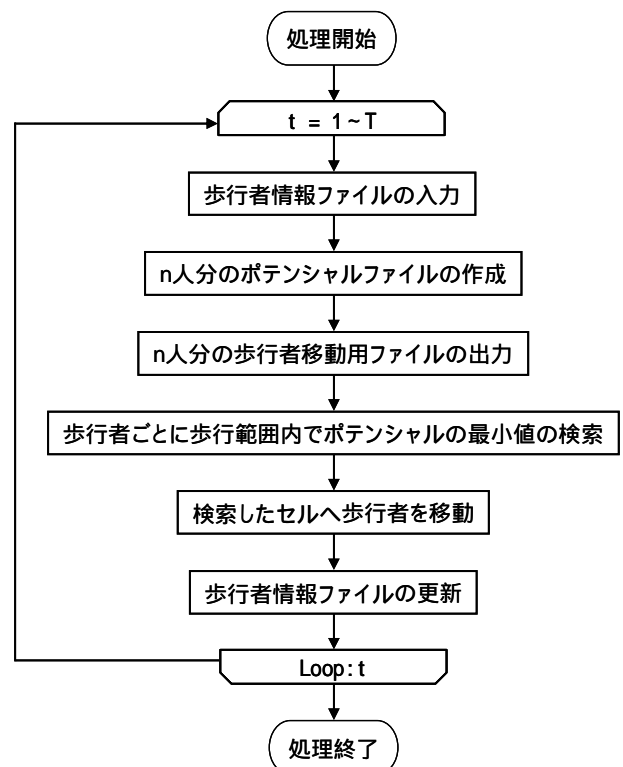 処理開始
t = 1~T
歩行者情報ファイルの入力
n人分のポテンシャルファイルの作成
n人分の歩行者移動用ファイルの出力
歩行者ごとに歩行範囲内でポテンシャルの最小値の検索
検索したセルへ歩行者を移動
歩行者情報ファイルの更新
Loop:t
処理終了